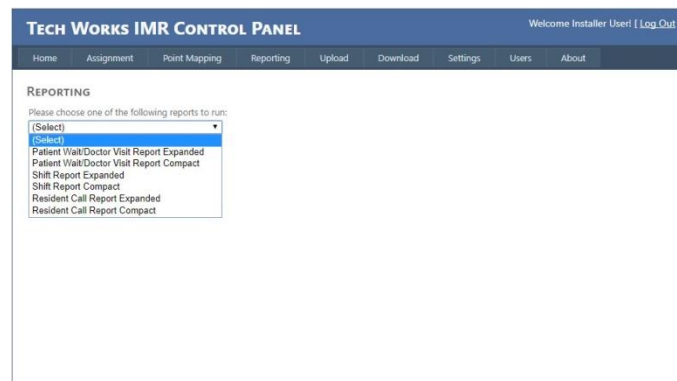 Tech Works IMR Control Panel
Welcome Installer User! [ Log Out
Home Assignment Point Mapping Reporting Upload Download Settings Users About
Reporting
Please choose one of the following reports to run:
(Select)
(Select)
Patient Wait/Doctor Visit Report Expanded
Patient Wait/Doctor Visit Report Compact
Shift Report Expanded
Shift Report Compact
Resident Call Report Expanded
Resident Call Report Compact